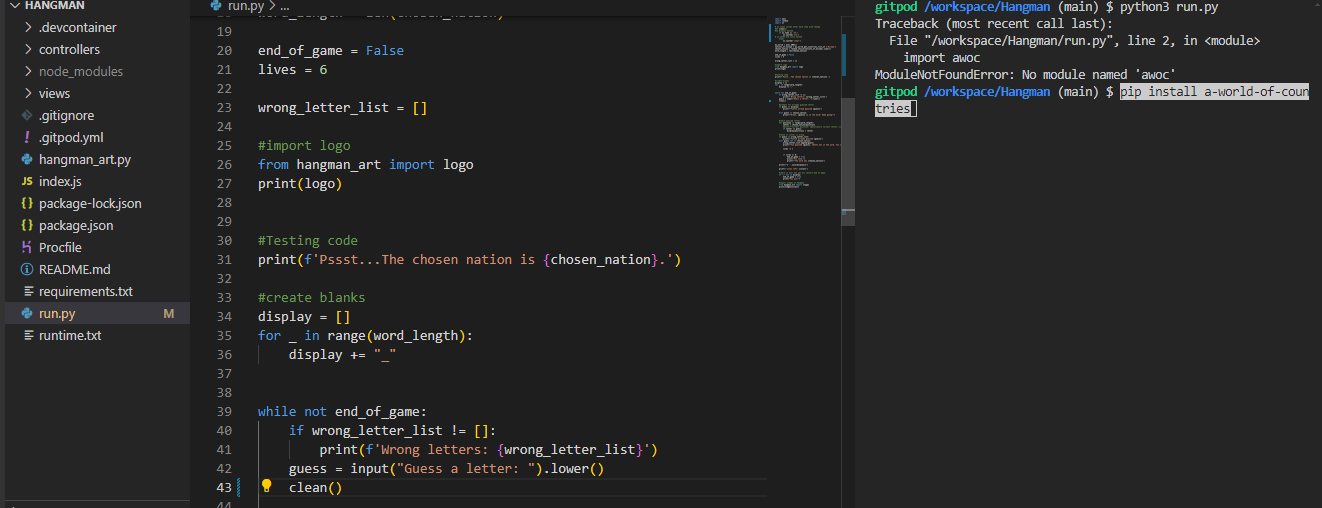 HANGMAN
.devcontainer
controllers
node_modules
views
.gitignore
.gitpod.yml
hangman_art.py
JS index.js
{} package-lock.json
{} package.json
Procfile
README.md
requirements.txt
run.py M
runtime.txt
run.py > ...
19
20 end_of_game = False
21 lives = 6
22
23 wrong_letter_list = []
24
25 #import logo
26 from hangman_art import logo
27 print(logo)
28
29
30 #Testing code
31 print(f'Pssst...The chosen nation is {chosen_nation}.')
32
33 #create blanks
34 display = []
35 for _ in range(word_length):
36 display += "_"
37
38
39 while not end_of_game:
40 if wrong_letter_list != []:
41 print(f'Wrong letters: {wrong_letter_list}')
42 guess = input("Guess a letter: ").lower()
43 clean()
gitpod /workspace/Hangman (main) $ python3 run.py
Traceback (most recent call last):
File "/workspace/Hangman/run.py", line 2, in <module>
import awoc
ModuleNotFoundError: No module named 'awoc'
gitpod /workspace/Hangman (main) $ pip install a-world-of-coun
tries